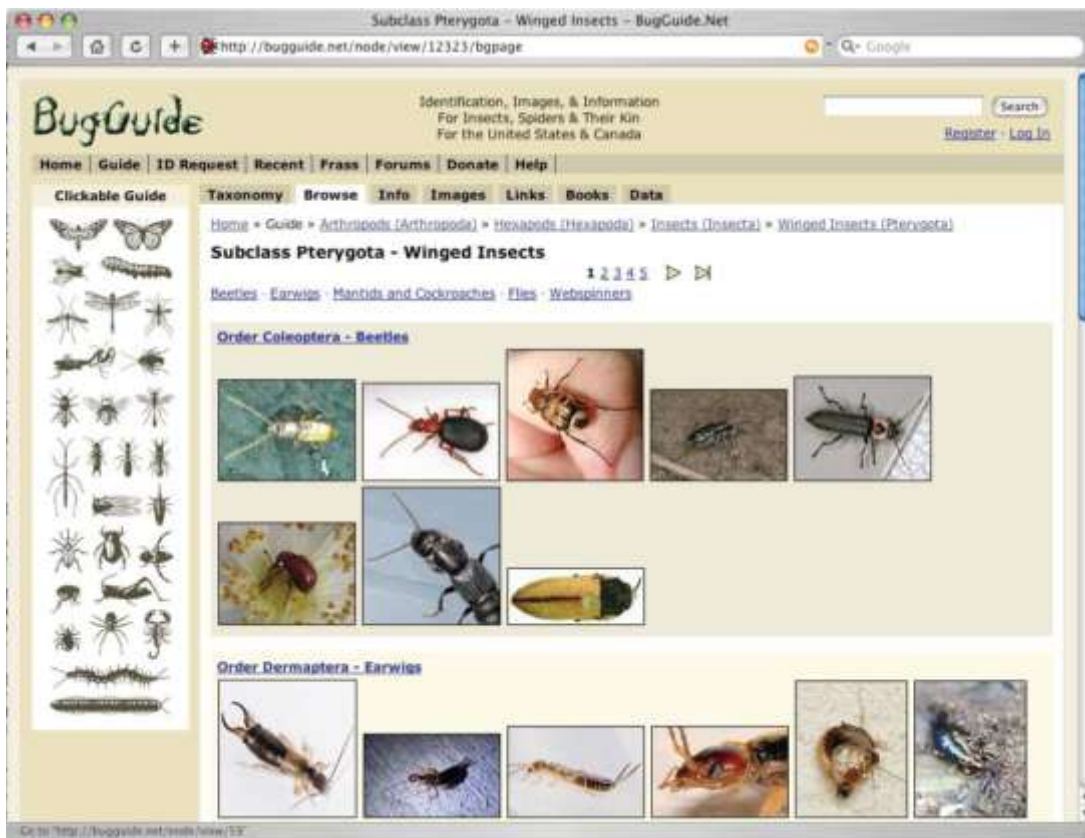 Subclass Pterygota – Winged Insects – BugGuide.Net
http://bugguide.net/node/view/12323/bgpage
Google
BugGuide
Identification, Images, & Information
For Insects, Spiders & Their Kin
For the United States & Canada
Search
Register · Log In
Home Guide ID Request Recent Frass Forums Donate Help
Clickable Guide
Taxonomy Browse Info Images Links Books Data
Home » Guide » Arthropods (Arthropoda) » Hexapods (Hexapoda) » Insects (Insecta) » Winged Insects (Pterygota)
Subclass Pterygota - Winged Insects
1 2 3 4 5
Beetles · Earwigs · Mantids and Cockroaches · Flies · Webspinners
Order Coleoptera - Beetles
Order Dermaptera - Earwigs
Go to "http://bugguide.net/node/view/59"